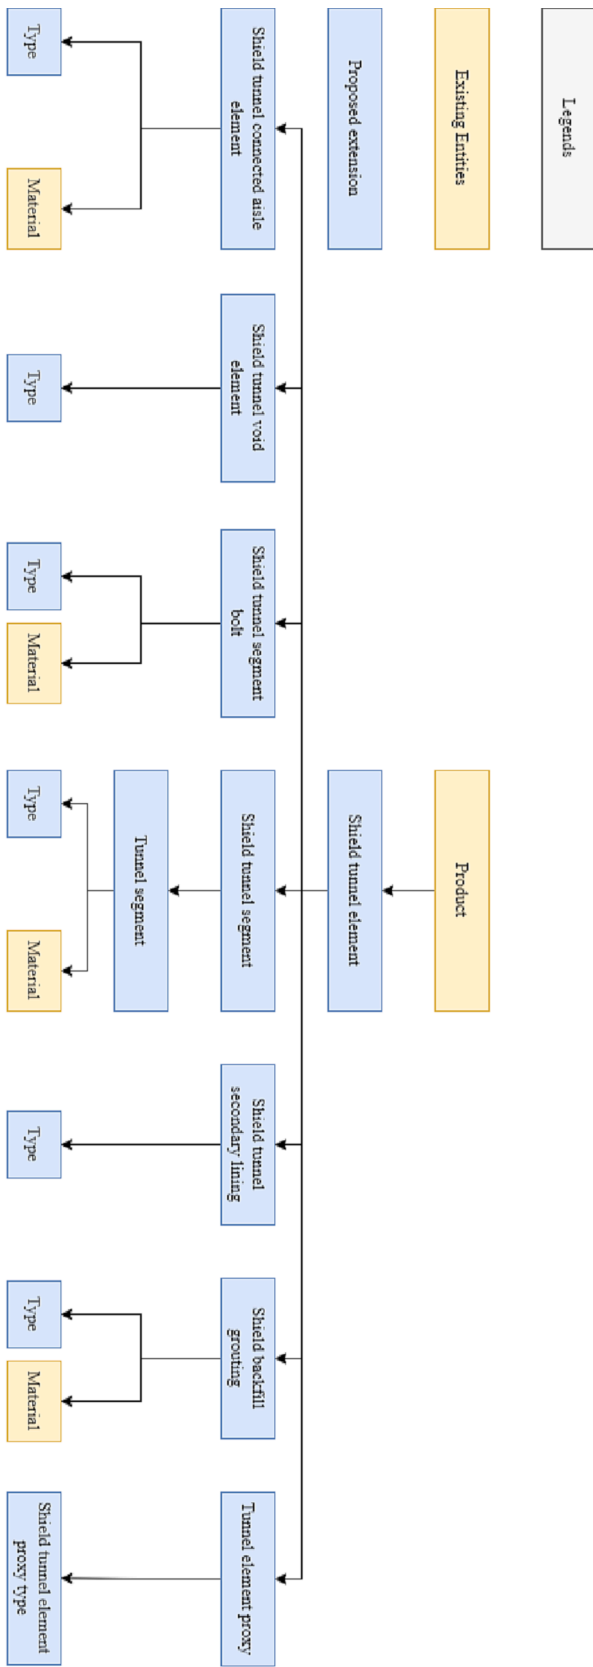 Legends
Existing Entities
Proposed extension
Product
Shield tunnel element
Shield tunnel connected aisle
element
Shield tunnel void
element
Shield tunnel segment
bolt
Shield tunnel segment
Shield tunnel
secondary lining
Shield backfill
grouting
Tunnel element proxy
Tunnel segment
Type
Material
Type
Type
Material
Type
Material
Type
Type
Material
Shield tunnel element
proxy type